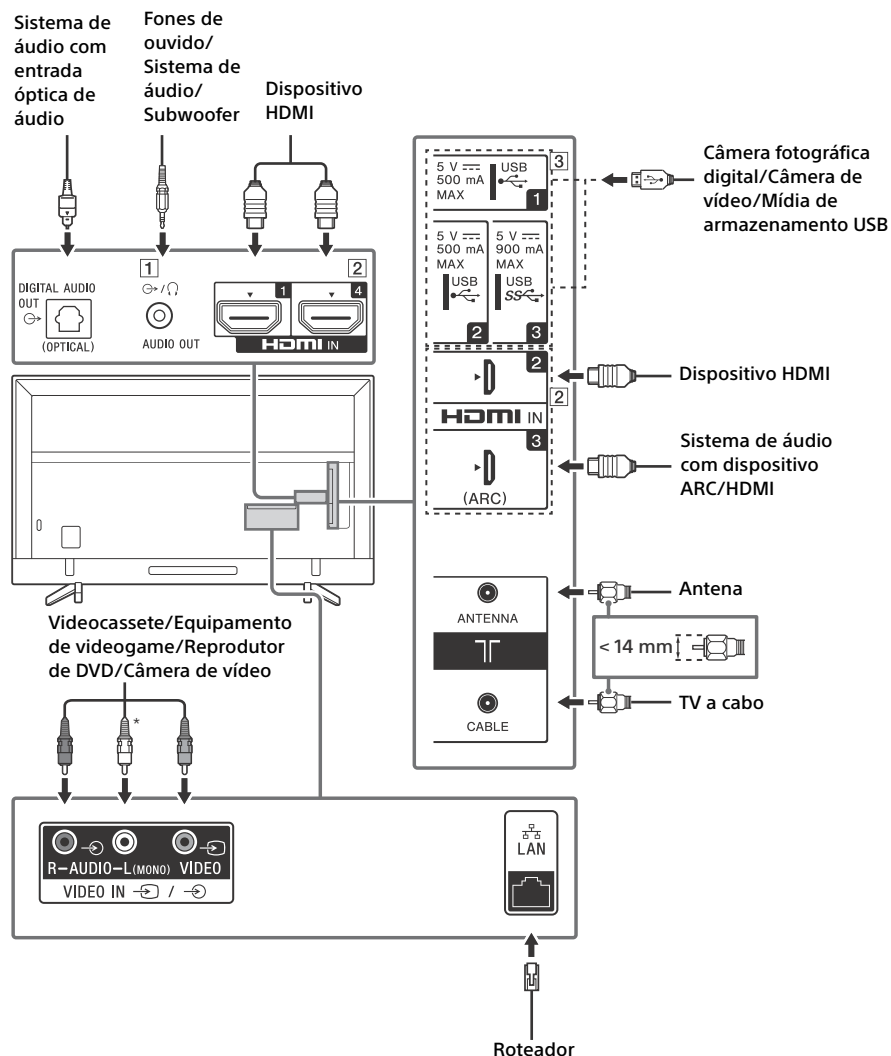 Sistema de
áudio com
entrada
óptica de
áudio
Fones de
ouvido/
Sistema de
áudio/
Subwoofer
Dispositivo
HDMI
1
2
DIGITAL AUDIO
OUT
(OPTICAL)
AUDIO OUT
1
4
HDMI IN
5 V
500 mA
MAX
USB
1
3
5 V
500 mA
MAX
USB
2
5 V
900 mA
MAX
USB
SS
3
2
HDMI IN
2
3
(ARC)
ANTENNA
CABLE
Câmera fotográfica
digital/Câmera de
vídeo/Mídia de
armazenamento USB
Dispositivo HDMI
Sistema de áudio
com dispositivo
ARC/HDMI
Antena
< 14 mm
TV a cabo
Videocassete/Equipamento
de videogame/Reprodutor
de DVD/Câmera de vídeo
*
R-AUDIO-L(MONO) VIDEO
VIDEO IN /
LAN
Roteador